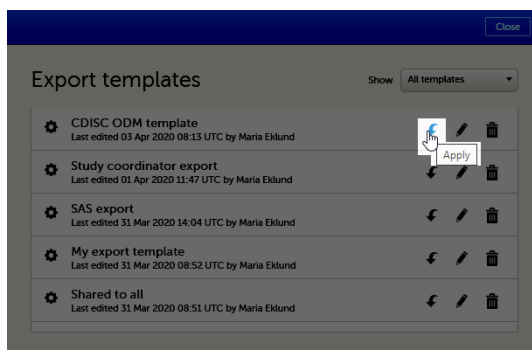 Close
Export templates
Show All templates
CDISC ODM template
Last edited 03 Apr 2020 08:13 UTC by Maria Eklund
Apply
Study coordinator export
Last edited 01 Apr 2020 11:47 UTC by Maria Eklund
SAS export
Last edited 31 Mar 2020 14:04 UTC by Maria Eklund
My export template
Last edited 31 Mar 2020 08:52 UTC by Maria Eklund
Shared to all
Last edited 31 Mar 2020 08:51 UTC by Maria Eklund